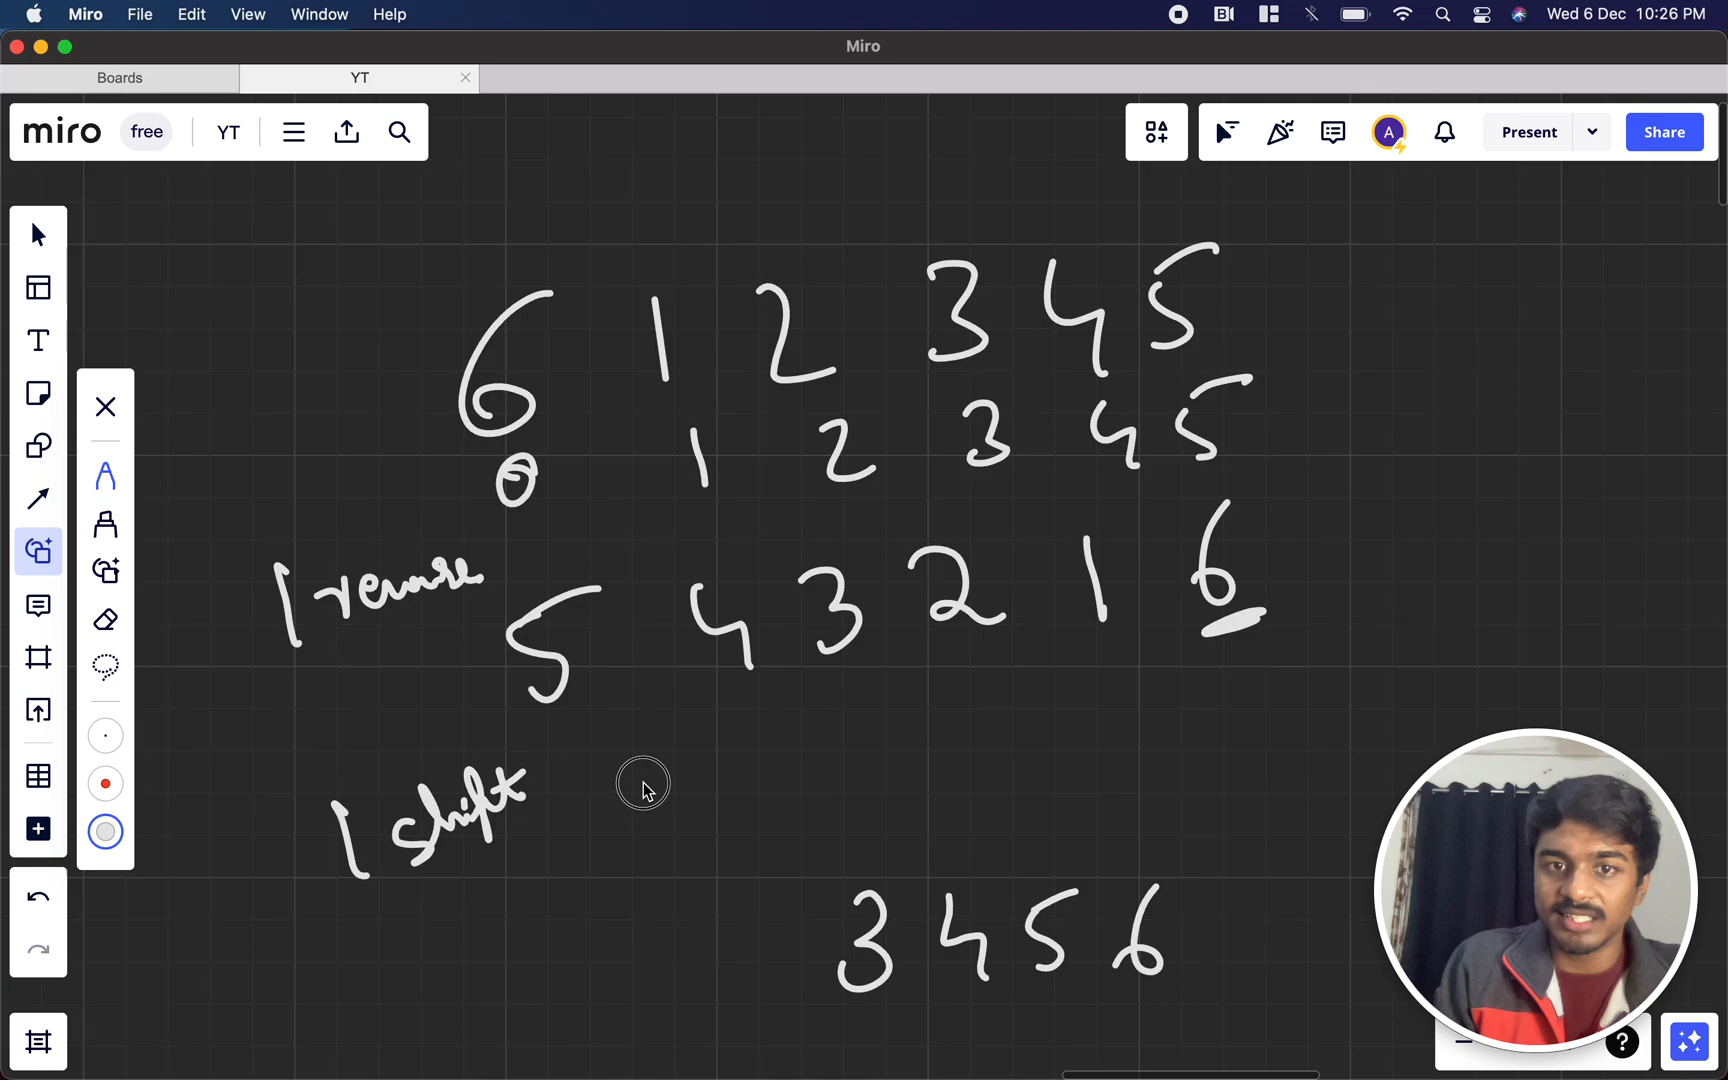 Miro File Edit View Window Help Wed 6 Dec 10:26 PM
Miro
Boards YT
miro free YT Present Share
A
6 1 2 3 4 5
0 1 2 3 4 5
1 reverse 5 4 3 2 1 6
1 shift
3 4 5 6
?